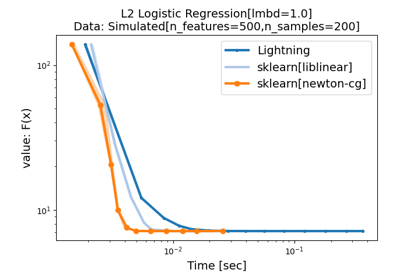 L2 Logistic Regression[lmbd=1.0]
Data: Simulated[n_features=500,n_samples=200]
value: F(x)
10²
10¹
Lightning
sklearn[liblinear]
sklearn[newton-cg]
10⁻²
10⁻¹
Time [sec]